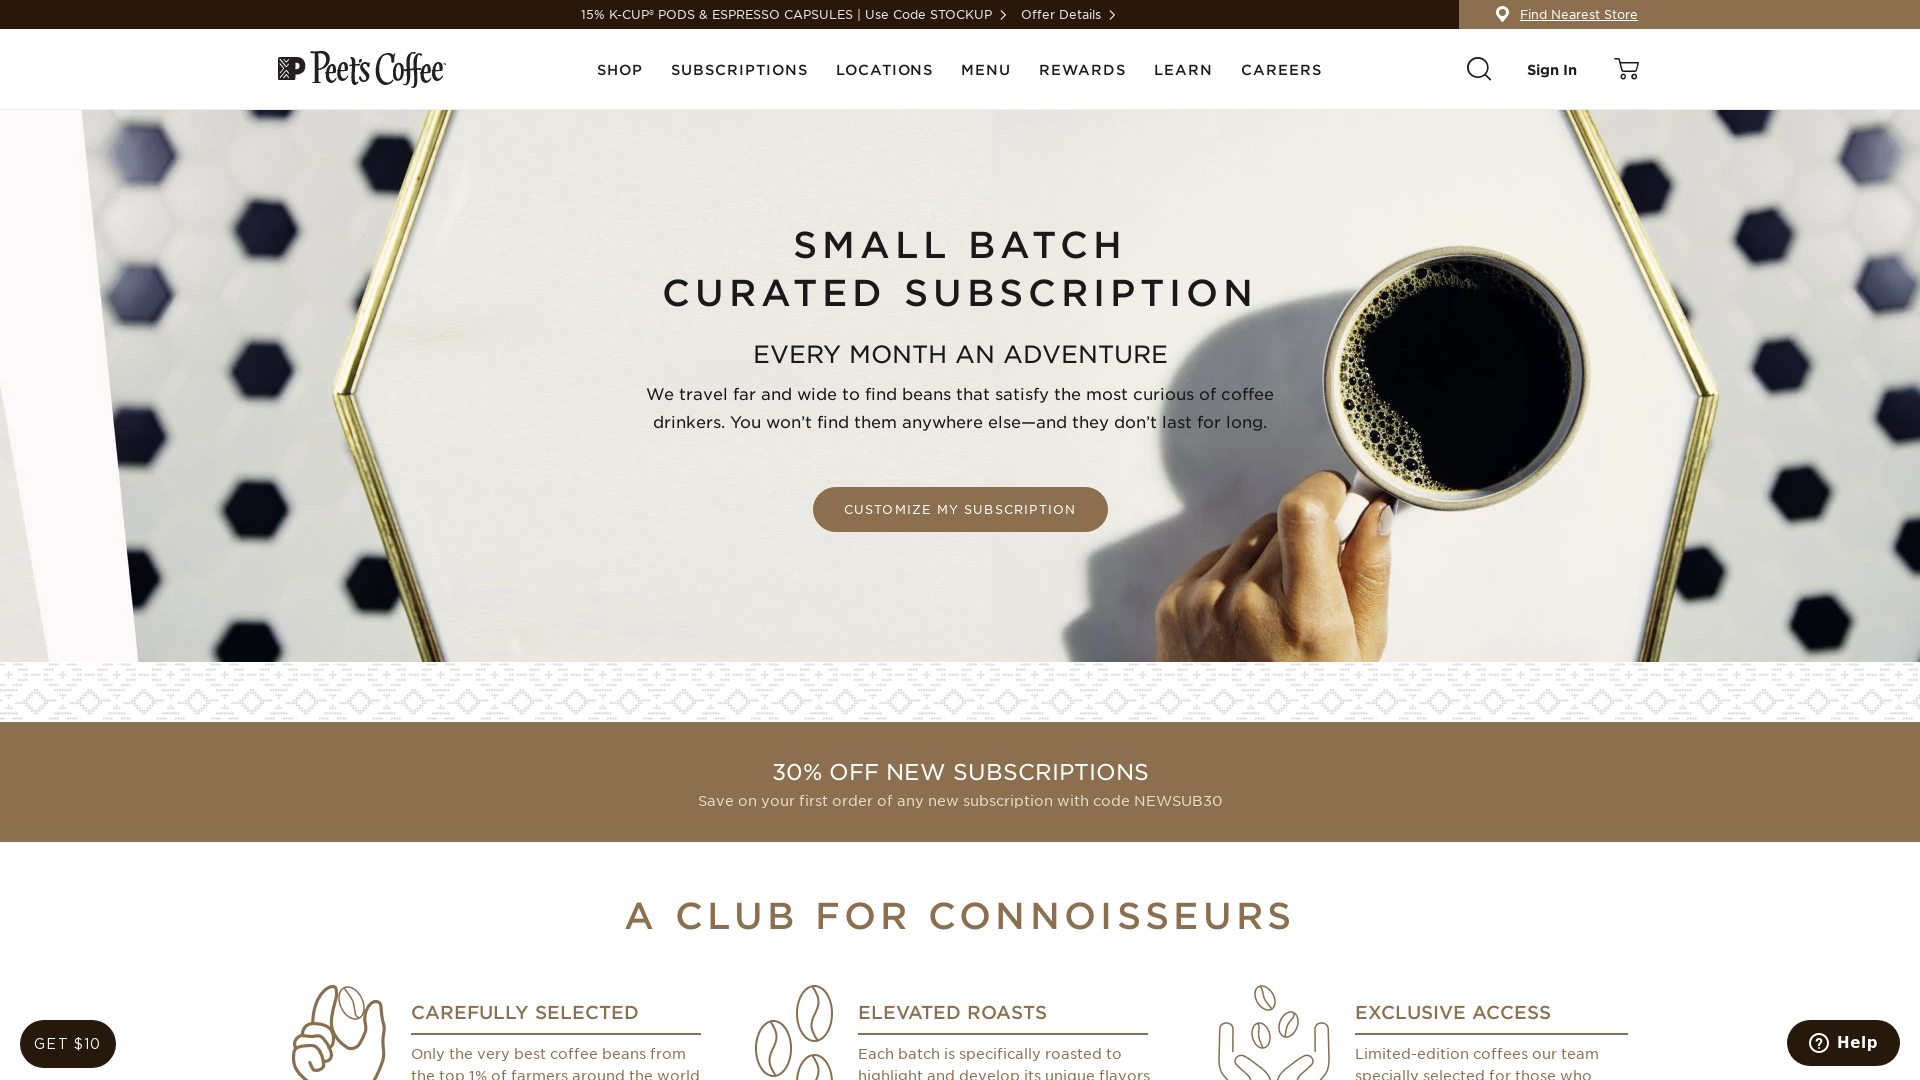 15% K-CUP® PODS & ESPRESSO CAPSULES | Use Code STOCKUP
Offer Details
Find Nearest Store
Peet's Coffee
SHOP
SUBSCRIPTIONS
LOCATIONS
MENU
REWARDS
LEARN
CAREERS
Sign In
SMALL BATCH
CURATED SUBSCRIPTION
EVERY MONTH AN ADVENTURE
We travel far and wide to find beans that satisfy the most curious of coffee
drinkers. You won’t find them anywhere else—and they don’t last for long.
CUSTOMIZE MY SUBSCRIPTION
30% OFF NEW SUBSCRIPTIONS
Save on your first order of any new subscription with code NEWSUB30
A CLUB FOR CONNOISSEURS
CAREFULLY SELECTED
Only the very best coffee beans from
the top 1% of farmers around the world
ELEVATED ROASTS
Each batch is specifically roasted to
highlight and develop its unique flavors
EXCLUSIVE ACCESS
Limited-edition coffees our team
specially selected for those who
GET $10
Help